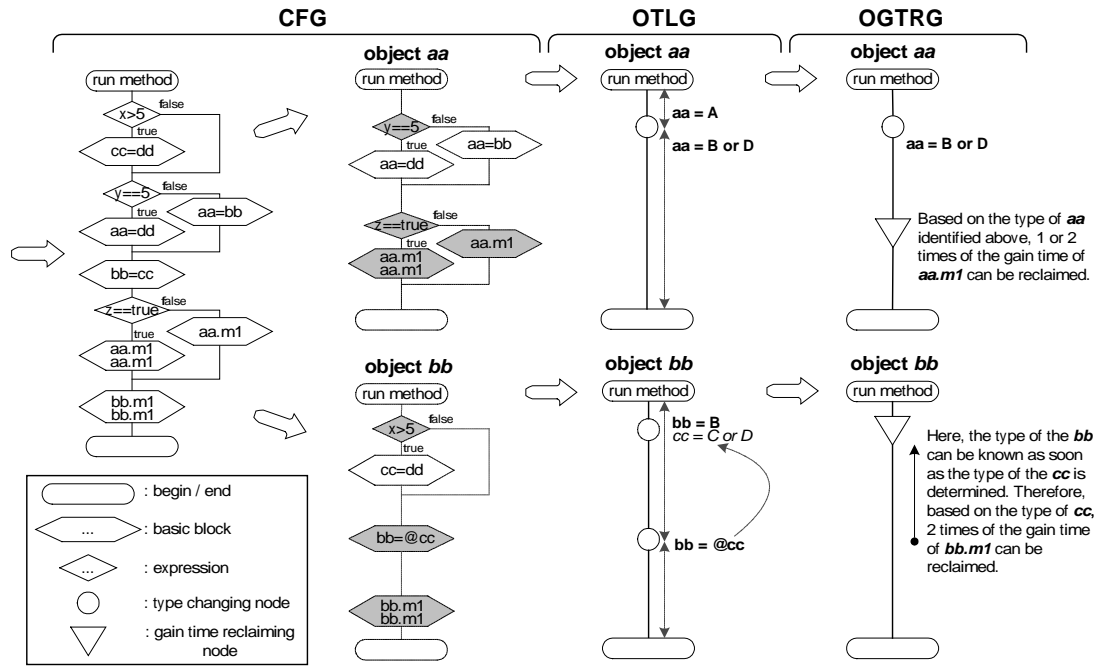 CFG
OTLG
OGTRG
run method
x>5
false
true
cc=dd
y==5
false
true
aa=bb
aa=dd
bb=cc
z==true
false
true
aa.m1
aa.m1
aa.m1
bb.m1
bb.m1
object aa
run method
y==5
false
true
aa=bb
aa=dd
z==true
false
true
aa.m1
aa.m1
aa.m1
object aa
run method
aa = A
aa = B or D
object aa
run method
aa = B or D
Based on the type of aa
identified above, 1 or 2
times of the gain time of
aa.m1 can be reclaimed.
object bb
run method
x>5
false
true
cc=dd
bb=@cc
bb.m1
bb.m1
object bb
run method
bb = B
cc = C or D
bb = @cc
object bb
run method
Here, the type of the bb
can be known as soon
as the type of the cc is
determined. Therefore,
based on the type of cc,
2 times of the gain time
of bb.m1 can be
reclaimed.
: begin / end
... : basic block
... : expression
: type changing node
: gain time reclaiming
node